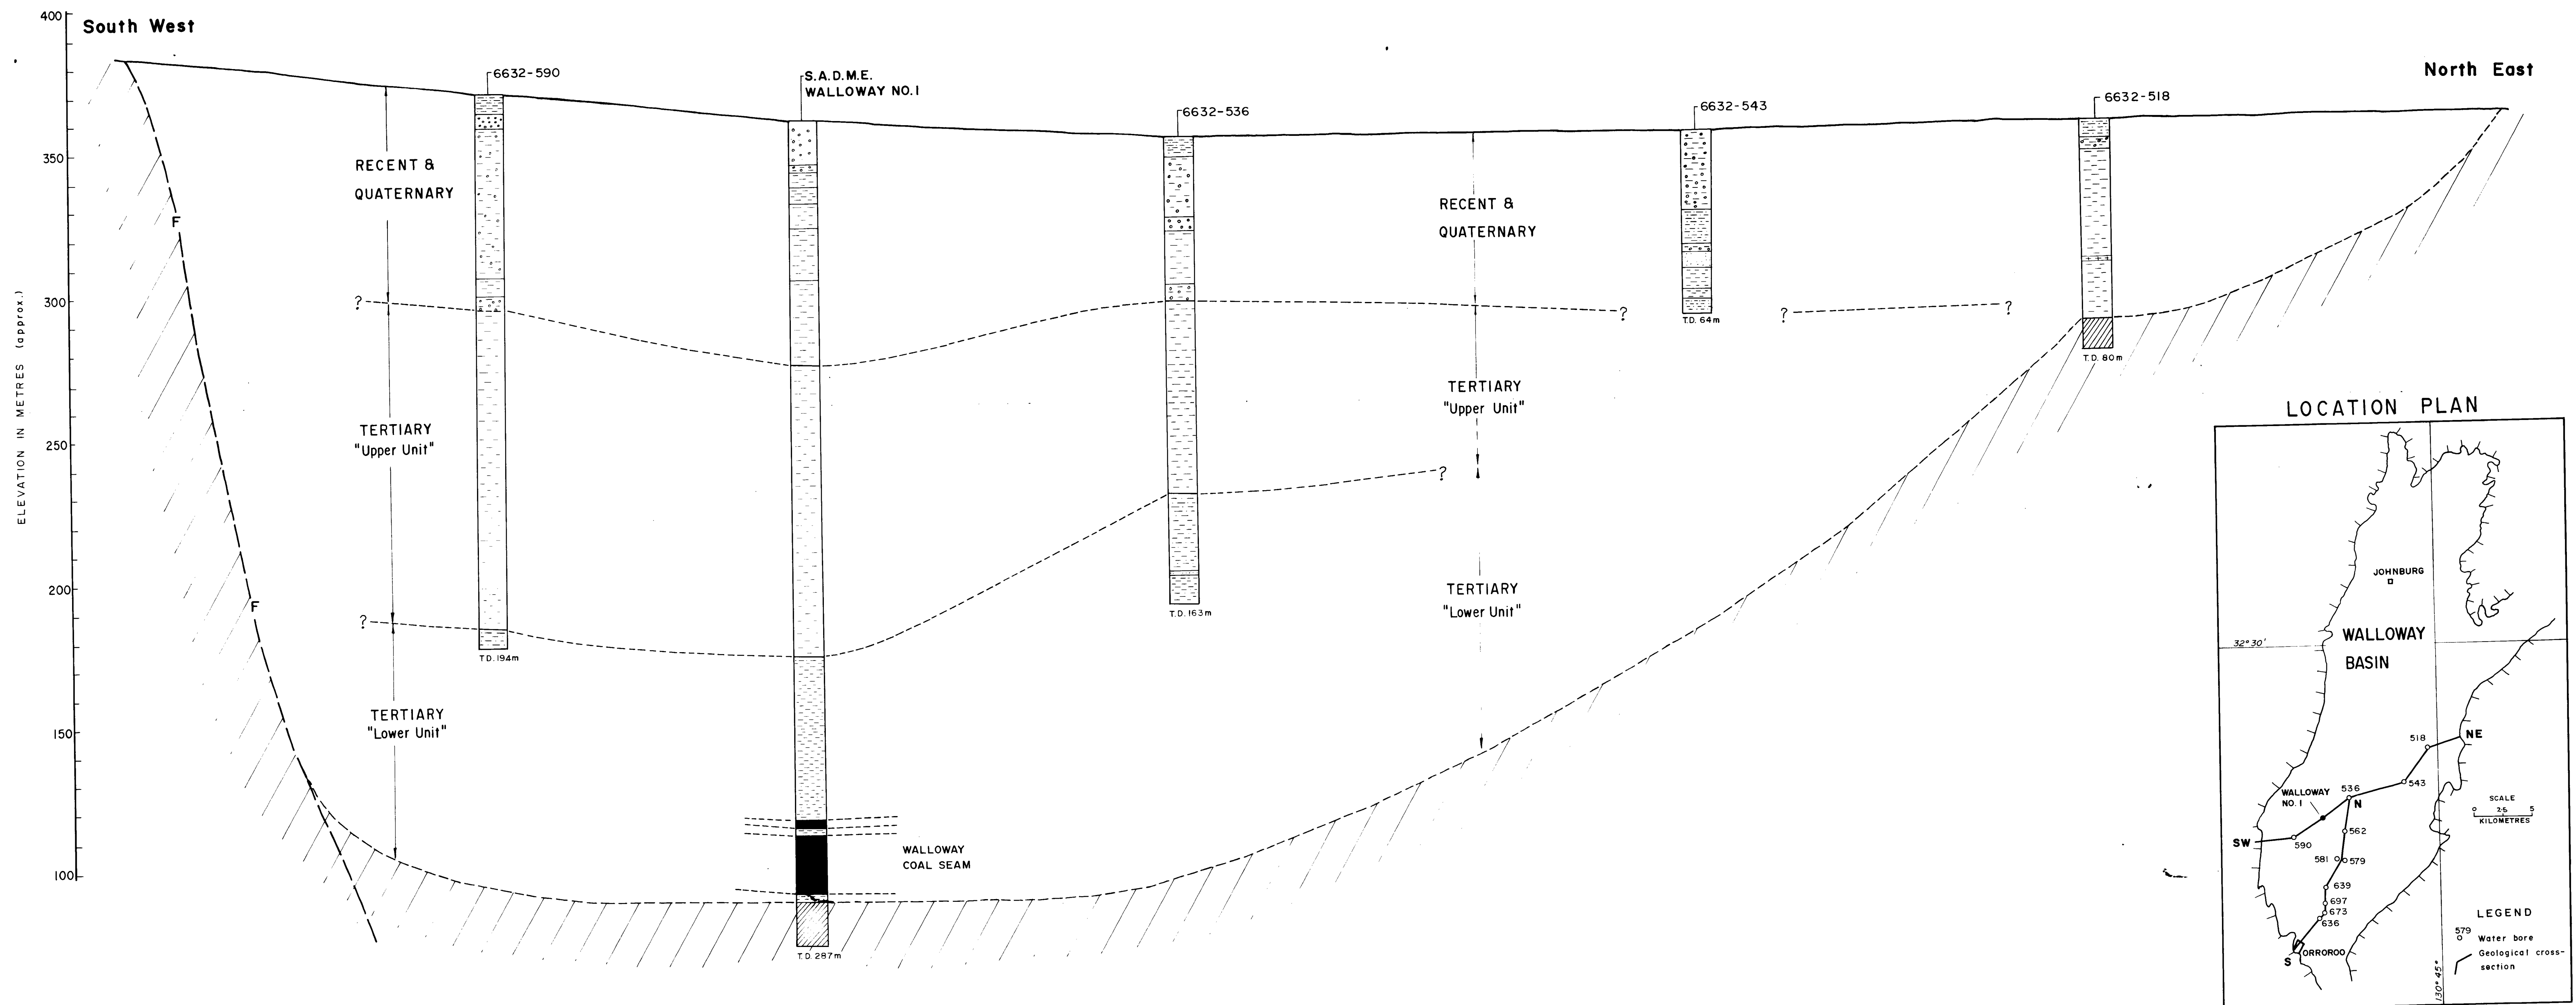 South West
North East
400
350
300
250
200
150
100
ELEVATION IN METRES (approx.)
6632-590
S.A.D.M.E.
WALLOWAY NO.1
6632-536
6632-543
6632-518
RECENT &
QUATERNARY
RECENT &
QUATERNARY
F
F
?
?
?
?
?
?
TERTIARY
"Upper Unit"
TERTIARY
"Upper Unit"
TERTIARY
"Lower Unit"
TERTIARY
"Lower Unit"
T.D. 194m
T.D. 287m
T.D. 163m
T.D. 64m
T.D. 80m
WALLOWAY
COAL SEAM
LOCATION PLAN
JOHNBURG
32°30'
WALLOWAY
BASIN
518
NE
543
536
N
WALLOWAY
NO. 1
562
SW
590
581
579
639
697
673
636
ORROROO
S
SCALE
0 2·5 5
KILOMETRES
LEGEND
579
Water bore
Geological cross-
section
130°45'